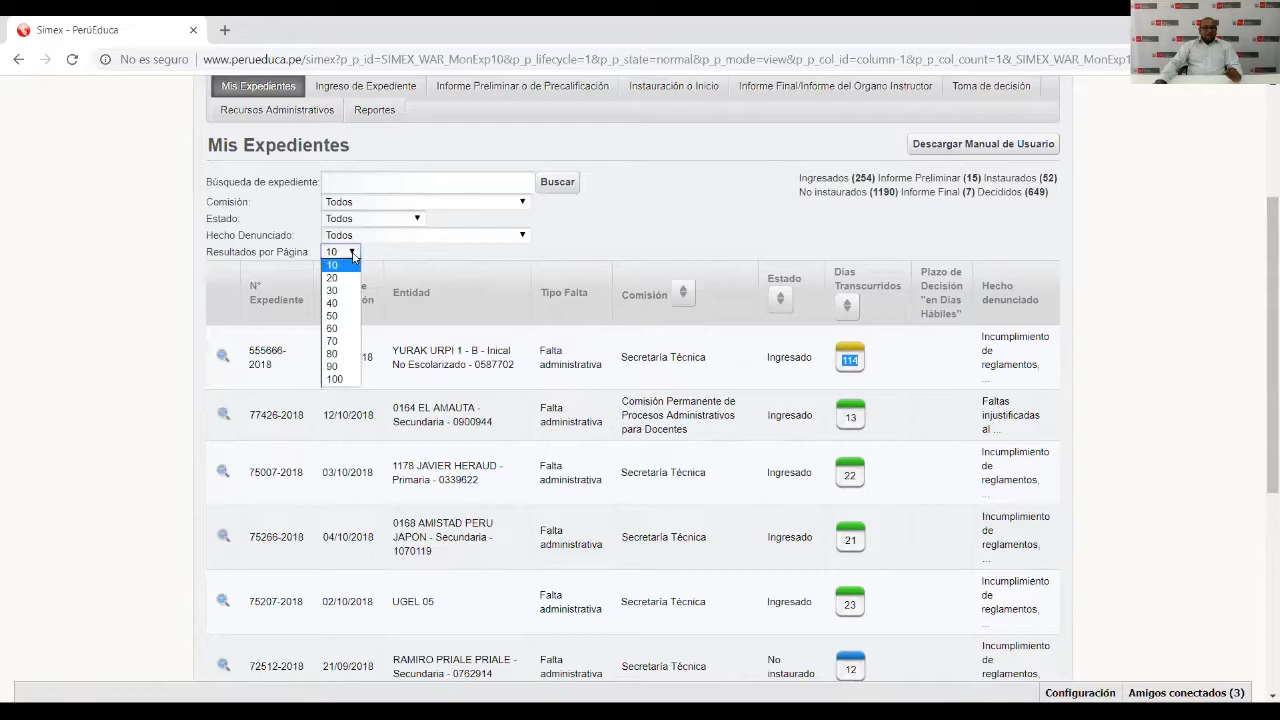 Simex - PerúEduca
No es seguro
www.perueduca.pe/simex?p_p_id=SIMEX_WAR_MonExp10&p_p_lifecycle=1&p_p_state=normal&p_p_mode=view&p_p_col_id=column-1&p_p_col_count=1&_SIMEX_WAR_MonExp1
Mis Expedientes
Ingreso de Expediente
Informe Preliminar o de Precalificación
Instauración o Inicio
Informe Final/Informe del Organo Instructor
Toma de decisión
Recursos Administrativos
Reportes
Mis Expedientes
Descargar Manual de Usuario
Búsqueda de expediente:
Buscar
Ingresados (254) Informe Preliminar (15) Instaurados (52)
No instaurados (1190) Informe Final (7) Decididos (649)
Comisión:
Todos
Estado:
Todos
Hecho Denunciado:
Todos
Resultados por Página:
10
10
20
30
40
50
60
70
80
90
100
N°
Expediente
Entidad
Tipo Falta
Comisión
Estado
Días
Transcurridos
Plazo de
Decisión
"en Días
Hábiles"
Hecho
denunciado
555666-
2018
18
YURAK URPI 1 - B - Inical
No Escolarizado - 0587702
Falta
administrativa
Secretaría Técnica
Ingresado
114
Incumplimiento
de
reglamentos,
...
77426-2018
12/10/2018
0164 EL AMAUTA -
Secundaria - 0900944
Falta
administrativa
Comisión Permanente de
Procesos Administrativos
para Docentes
Ingresado
13
Faltas
injustificadas
al ...
75007-2018
03/10/2018
1178 JAVIER HERAUD -
Primaria - 0339622
Falta
administrativa
Secretaría Técnica
Ingresado
22
Incumplimiento
de
reglamentos,
...
75266-2018
04/10/2018
0168 AMISTAD PERU
JAPON - Secundaria -
1070119
Falta
administrativa
Secretaría Técnica
Ingresado
21
Incumplimiento
de
reglamentos,
...
75207-2018
02/10/2018
UGEL 05
Falta
administrativa
Secretaría Técnica
Ingresado
23
Incumplimiento
de
reglamentos,
...
72512-2018
21/09/2018
RAMIRO PRIALE PRIALE -
Secundaria - 0762914
Falta
administrativa
Secretaría Técnica
No
instaurado
12
Incumplimiento
de
reglamentos,
Configuración
Amigos conectados (3)